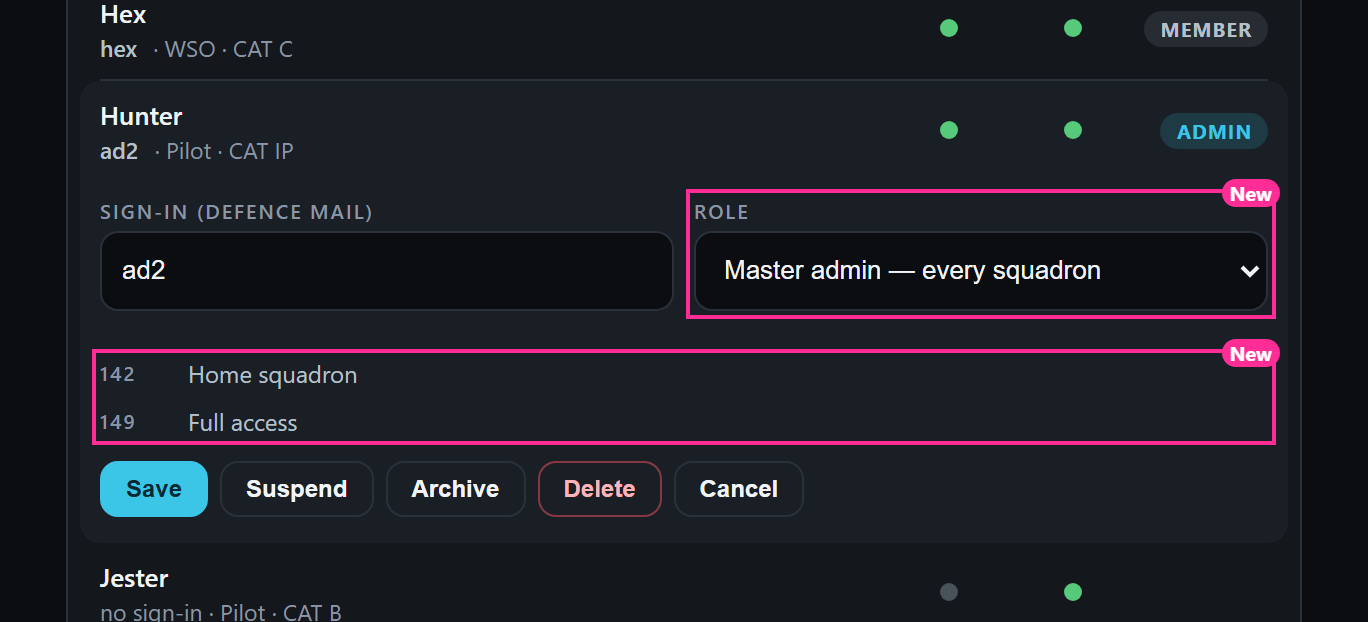 Hex
hex · WSO · CAT C
MEMBER
Hunter
ad2 · Pilot · CAT IP
ADMIN
SIGN-IN (DEFENCE MAIL)
ad2
New
ROLE
Master admin — every squadron
New
142 Home squadron
149 Full access
Save Suspend Archive Delete Cancel
Jester
no sign-in · Pilot · CAT B